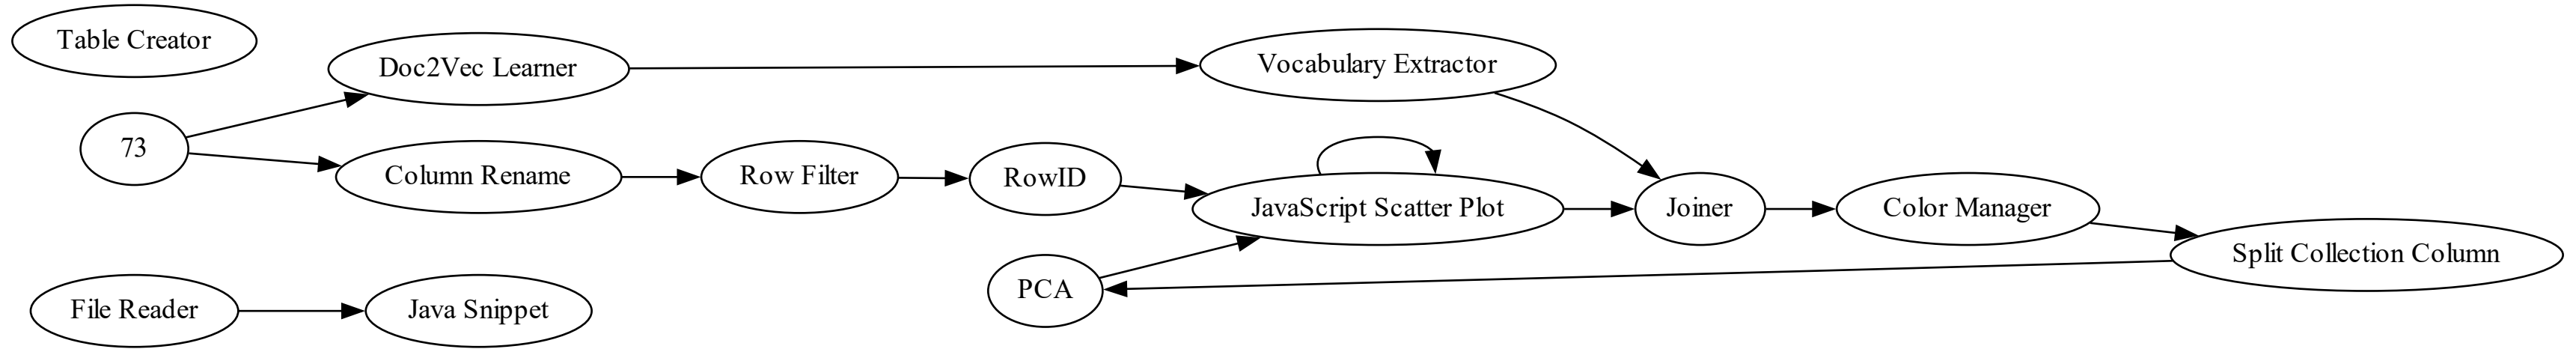 Table Creator
Doc2Vec Learner
Vocabulary Extractor
73
Column Rename
Row Filter
RowID
JavaScript Scatter Plot
Joiner
Color Manager
Split Collection Column
PCA
File Reader
Java Snippet